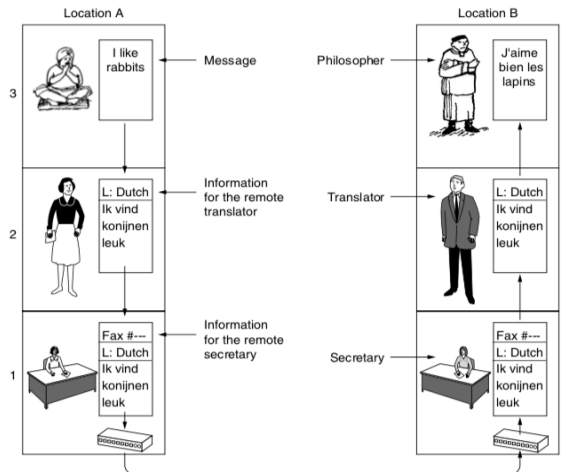 Location A
Location B
3
I like
rabbits
Message
Philosopher
J'aime
bien les
lapins
2
L: Dutch
Ik vind
konijnen
leuk
Information
for the remote
translator
Translator
L: Dutch
Ik vind
konijnen
leuk
1
Fax #---
L: Dutch
Ik vind
konijnen
leuk
Information
for the remote
secretary
Secretary
Fax #---
L: Dutch
Ik vind
konijnen
leuk